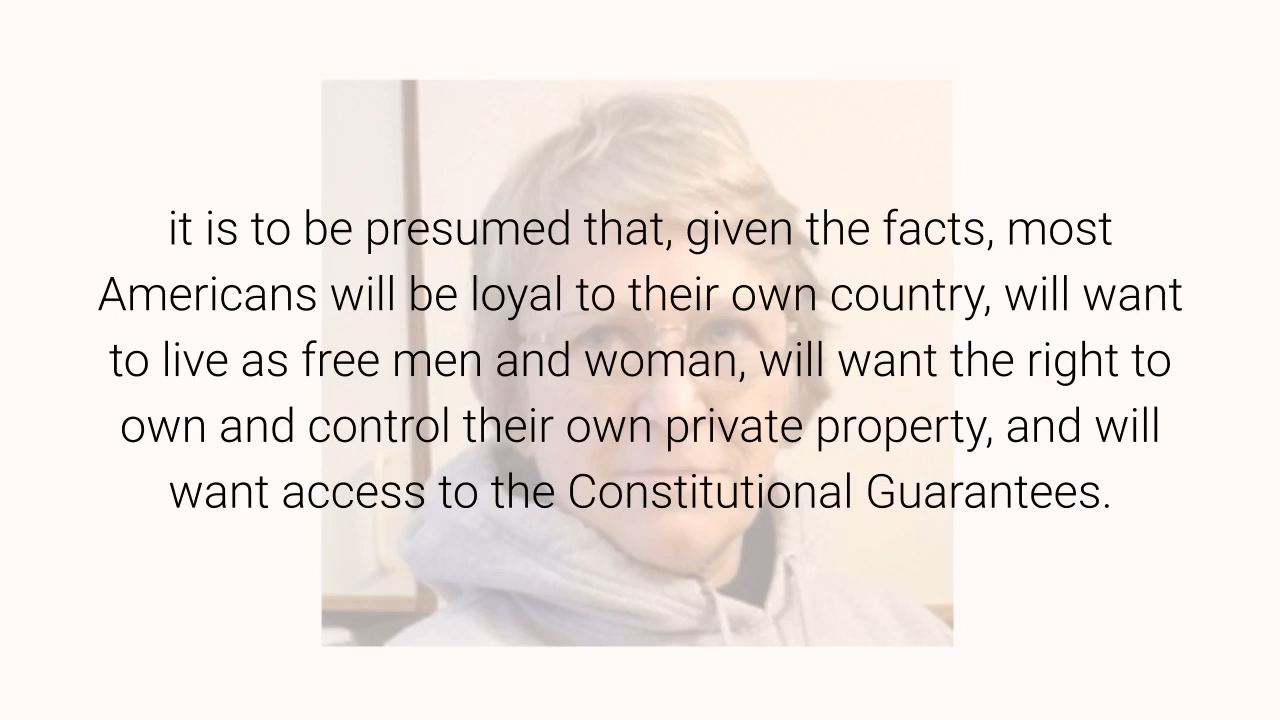 it is to be presumed that, given the facts, most
Americans will be loyal to their own country, will want
to live as free men and woman, will want the right to
own and control their own private property, and will
want access to the Constitutional Guarantees.